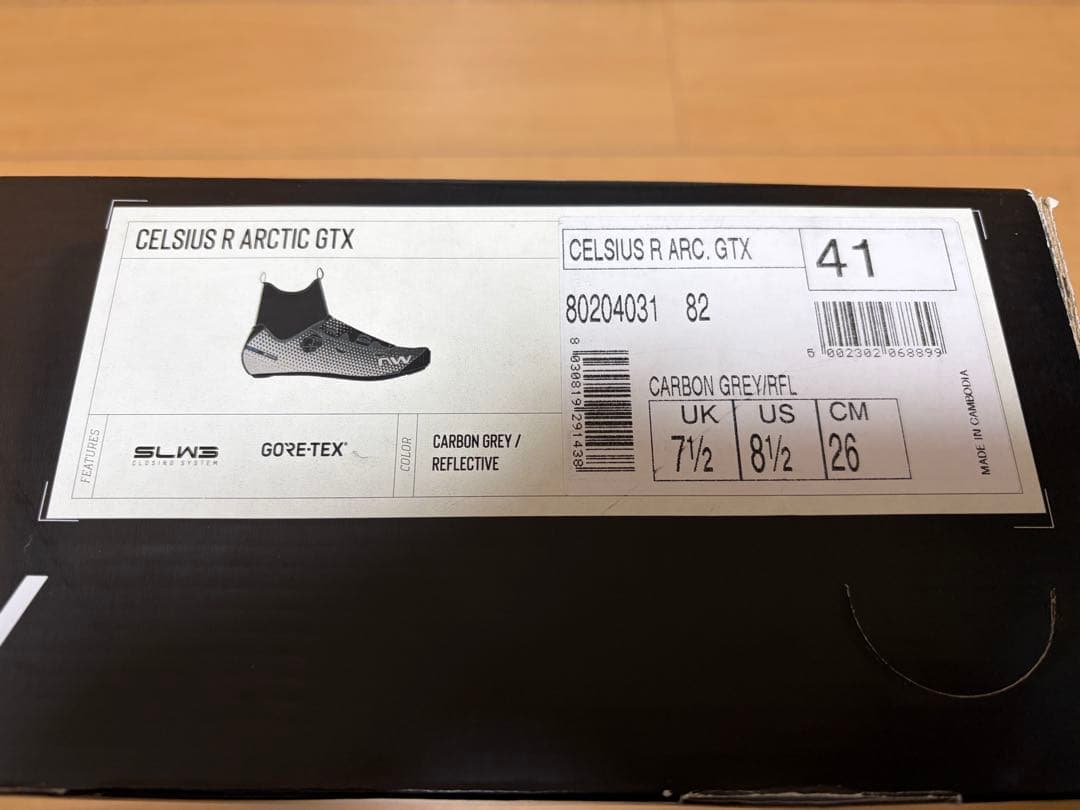 CELSIUS R ARCTIC GTX
NW
FEATURES
SLW3
CLOSING SYSTEM
GORE-TEX®
COLOR
CARBON GREY /
REFLECTIVE
CELSIUS R ARC. GTX
41
80204031 82
5 002302 068899
8 030819 291438
CARBON GREY/RFL
UK US CM
7½ 8½ 26
MADE IN CAMBODIA